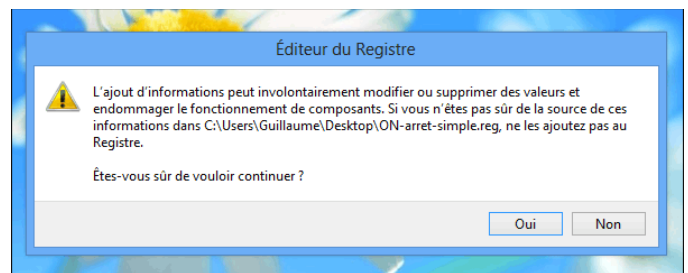 Éditeur du Registre
L'ajout d'informations peut involontairement modifier ou supprimer des valeurs et
endommager le fonctionnement de composants. Si vous n'êtes pas sûr de la source de ces
informations dans C:\Users\Guillaume\Desktop\ON-arret-simple.reg, ne les ajoutez pas au
Registre.
Êtes-vous sûr de vouloir continuer ?
Oui Non